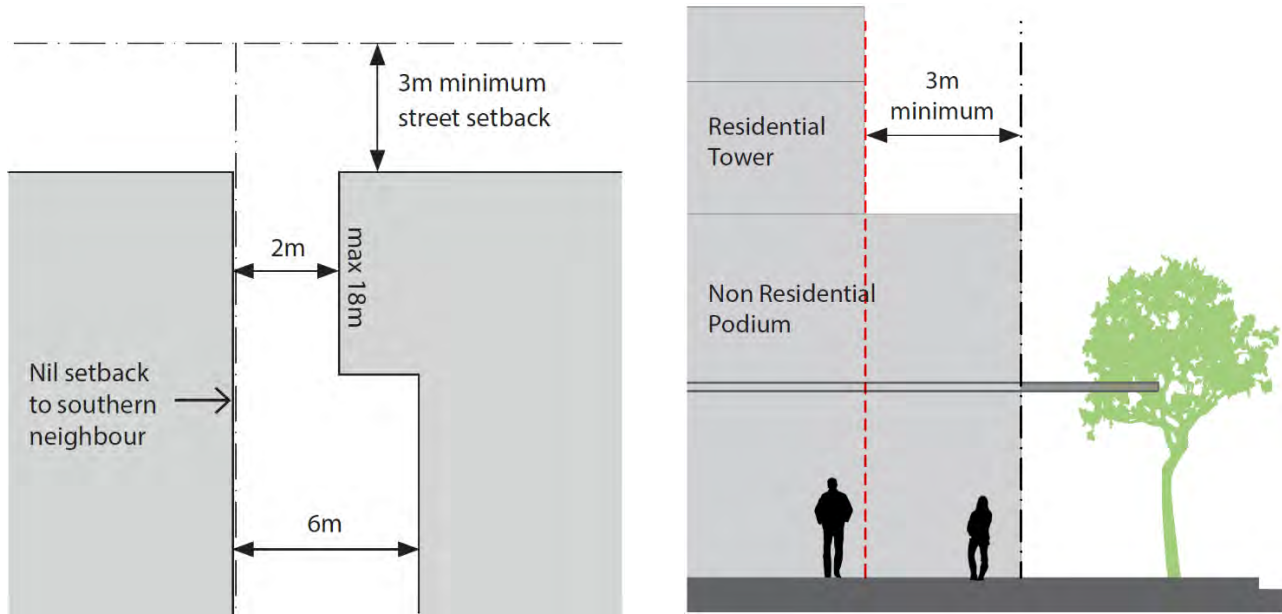 3m minimum
street setback
2m
max 18m
Nil setback
to southern
neighbour
6m
3m
minimum
Residential
Tower
Non Residential
Podium